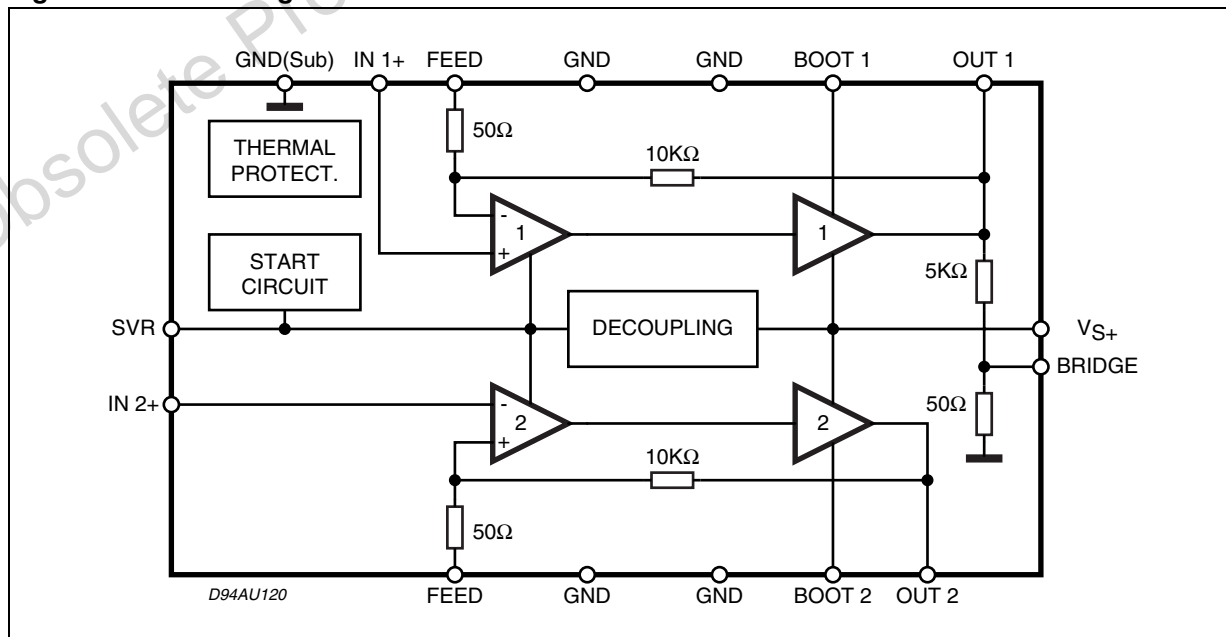 Obsolete Pro
GND(Sub) IN 1+ FEED GND GND BOOT 1 OUT 1
50Ω
10KΩ
THERMAL
PROTECT.
-
+
1
1
START
CIRCUIT
5KΩ
SVR
DECOUPLING
VS+
BRIDGE
IN 2+
-
+
2
2
50Ω
10KΩ
50Ω
D94AU120
FEED GND GND BOOT 2 OUT 2